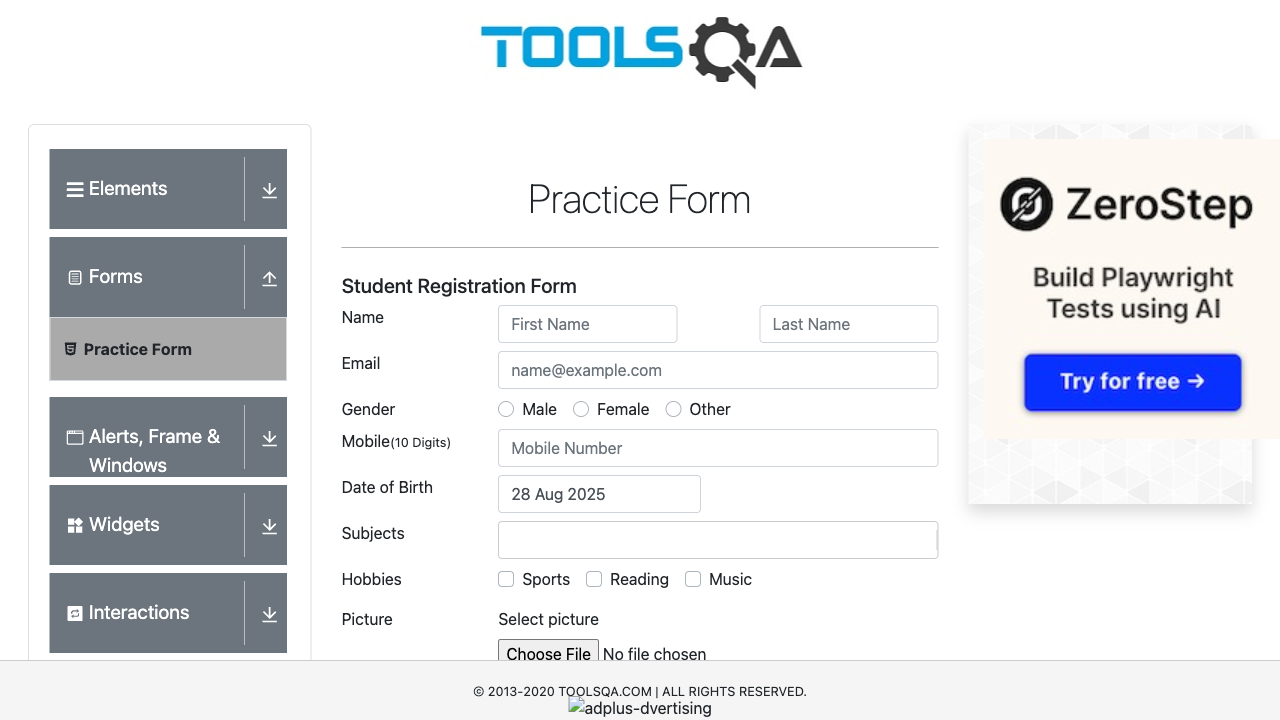 TOOLSQA
Elements
Forms
Practice Form
Alerts, Frame &
Windows
Widgets
Interactions
Practice Form
Student Registration Form
Name
First Name
Last Name
Email
name@example.com
Gender
Male
Female
Other
Mobile(10 Digits)
Mobile Number
Date of Birth
28 Aug 2025
Subjects
Hobbies
Sports
Reading
Music
Picture
Select picture
Choose File No file chosen
ZeroStep
Build Playwright
Tests using AI
Try for free →
© 2013-2020 TOOLSQA.COM | ALL RIGHTS RESERVED.
adplus-dvertising